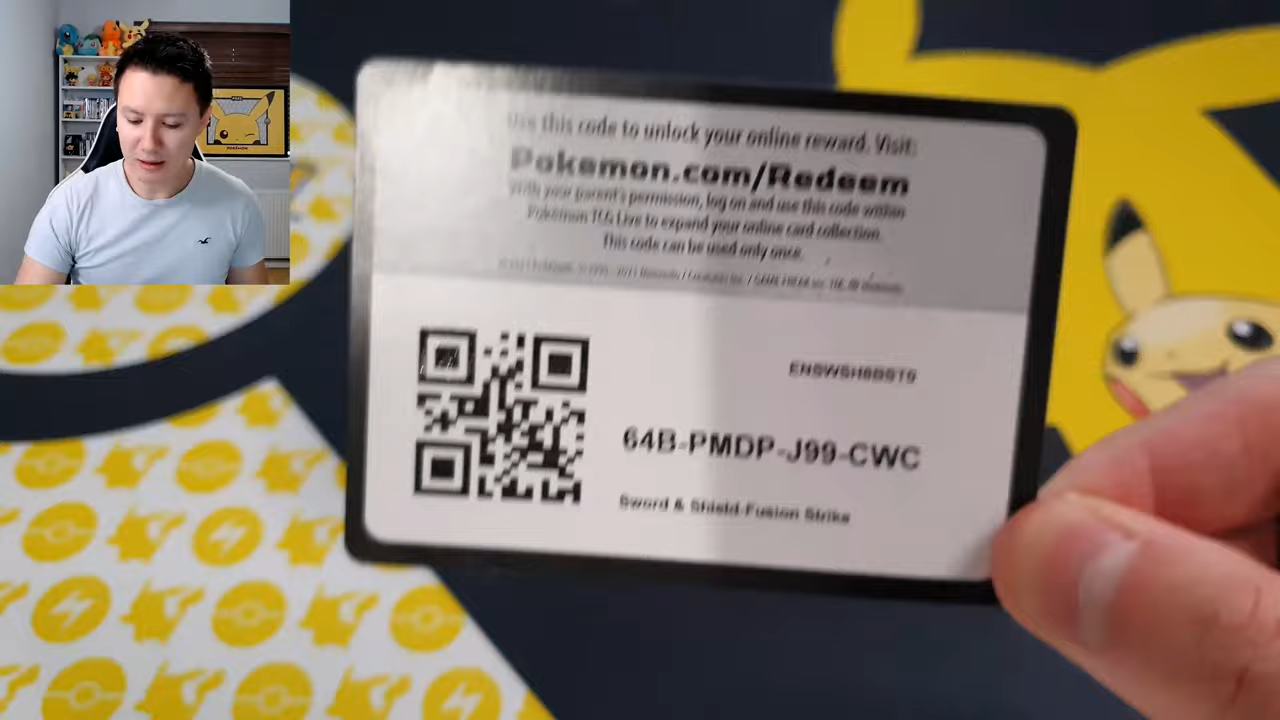 Use this code to unlock your online reward. Visit:
Pokemon.com/Redeem
With your parent's permission, log on and use this code within
Pokémon TCG Live to expand your online card collection.
This code can be used only once.
64B-PMDP-J99-CWC
Sword & Shield-Fusion Strike